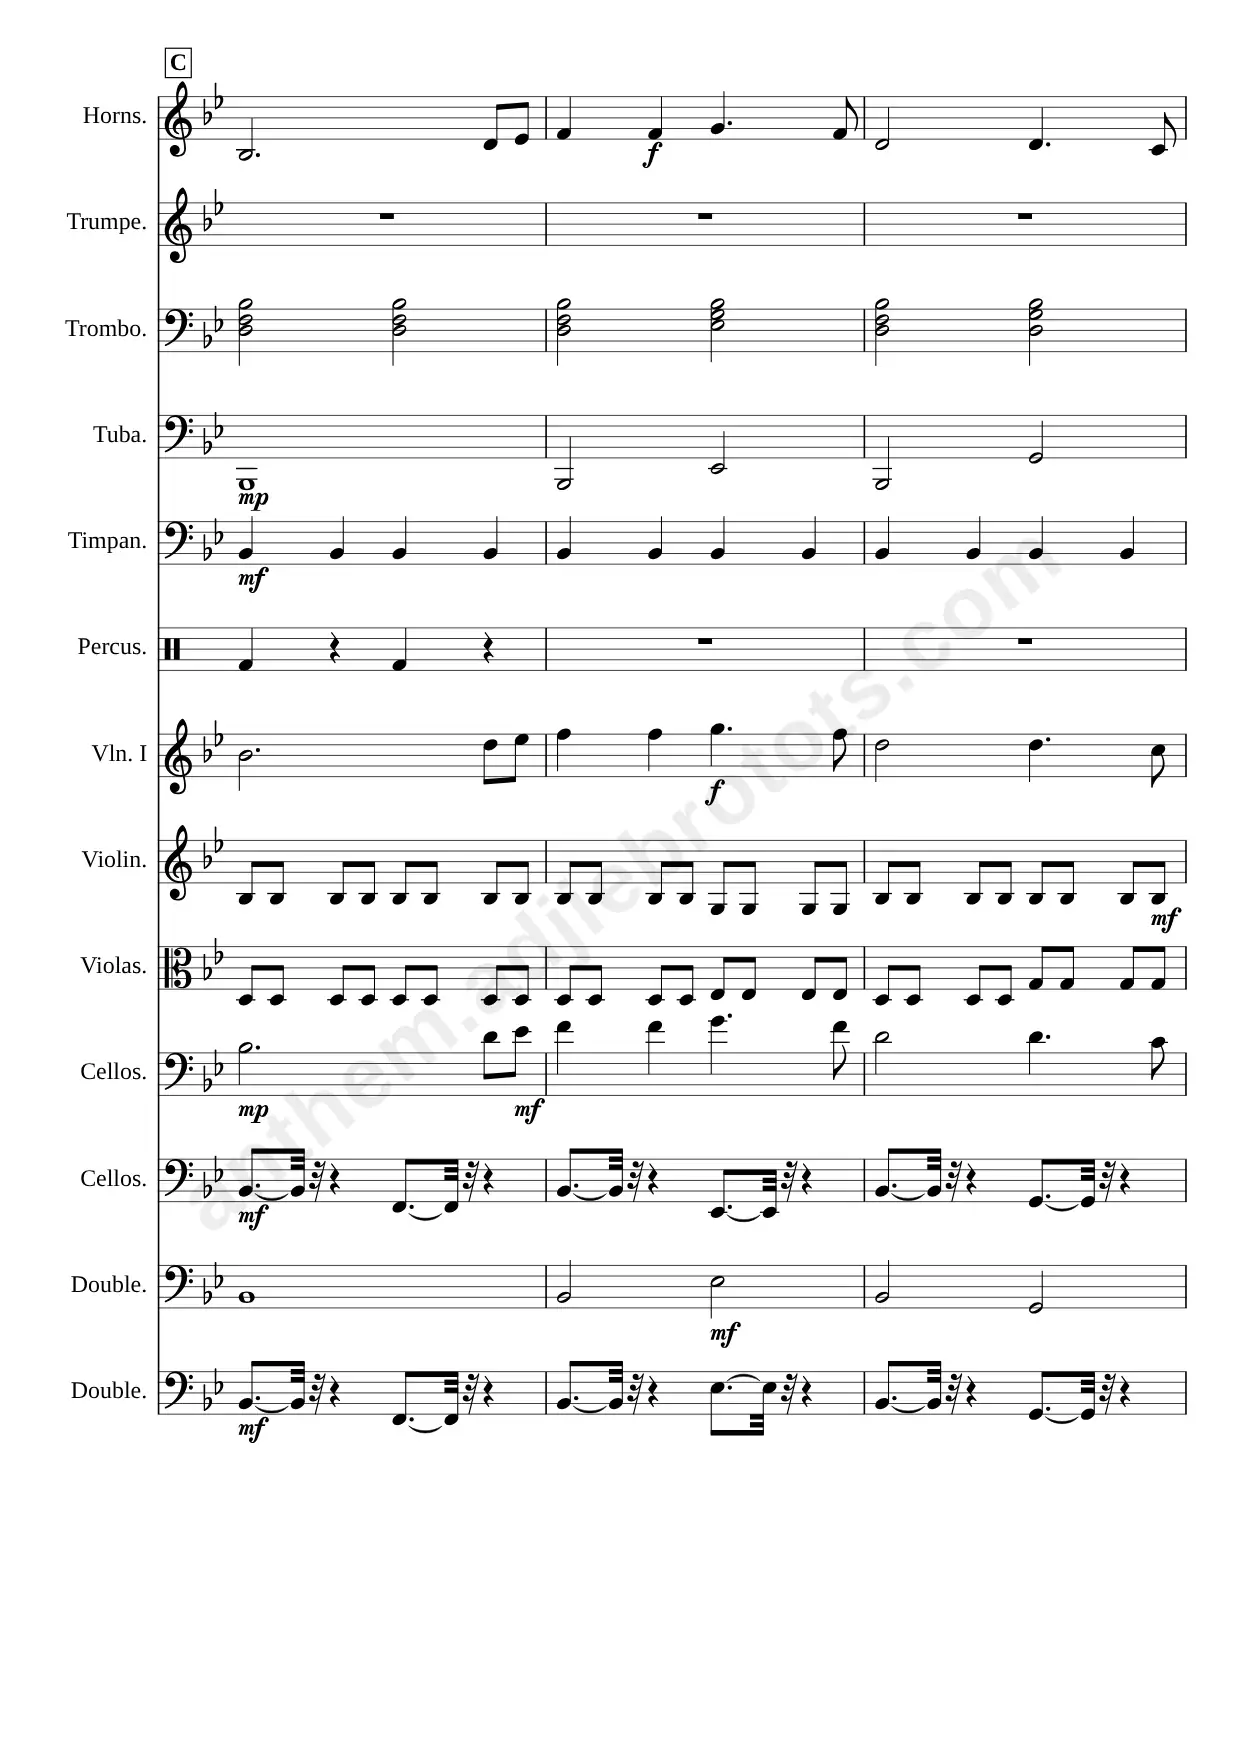 C
Horns.
f
Trumpe.
Trombo.
Tuba.
mp
Timpan.
mf
Percus.
Vln. I
f
Violin.
mf
Violas.
Cellos.
mp mf
Cellos.
mf
Double.
mf
Double.
mf
anthem.adjiebrotots.com